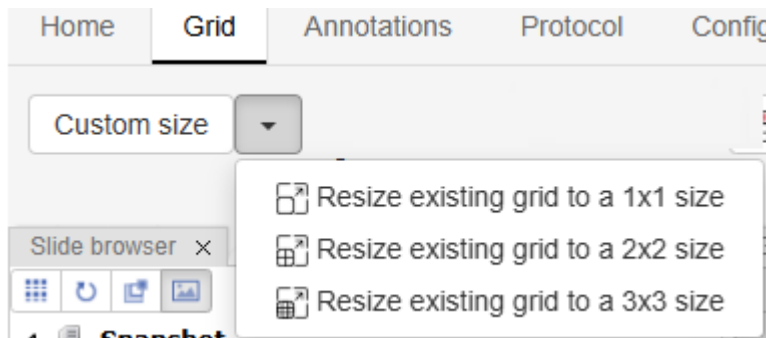 Home Grid Annotations Protocol
Custom size
Resize existing grid to a 1x1 size
Resize existing grid to a 2x2 size
Resize existing grid to a 3x3 size
Slide browser
Snapshot